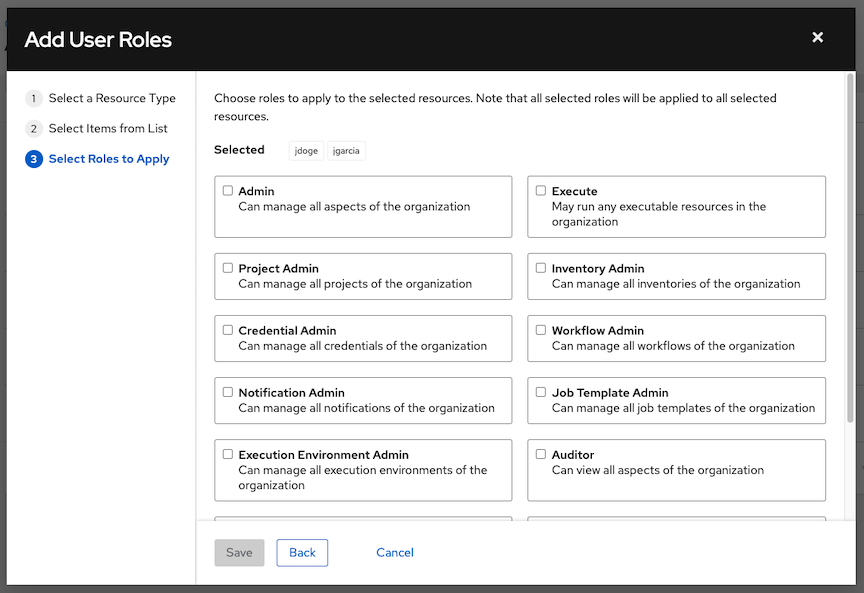 Add User Roles
1 Select a Resource Type
2 Select Items from List
3 Select Roles to Apply
Choose roles to apply to the selected resources. Note that all selected roles will be applied to all selected
resources.
Selected jdoge jgarcia
Admin
Can manage all aspects of the organization
Execute
May run any executable resources in the
organization
Project Admin
Can manage all projects of the organization
Inventory Admin
Can manage all inventories of the organization
Credential Admin
Can manage all credentials of the organization
Workflow Admin
Can manage all workflows of the organization
Notification Admin
Can manage all notifications of the organization
Job Template Admin
Can manage all job templates of the organization
Execution Environment Admin
Can manage all execution environments of the
organization
Auditor
Can view all aspects of the organization
Save Back Cancel